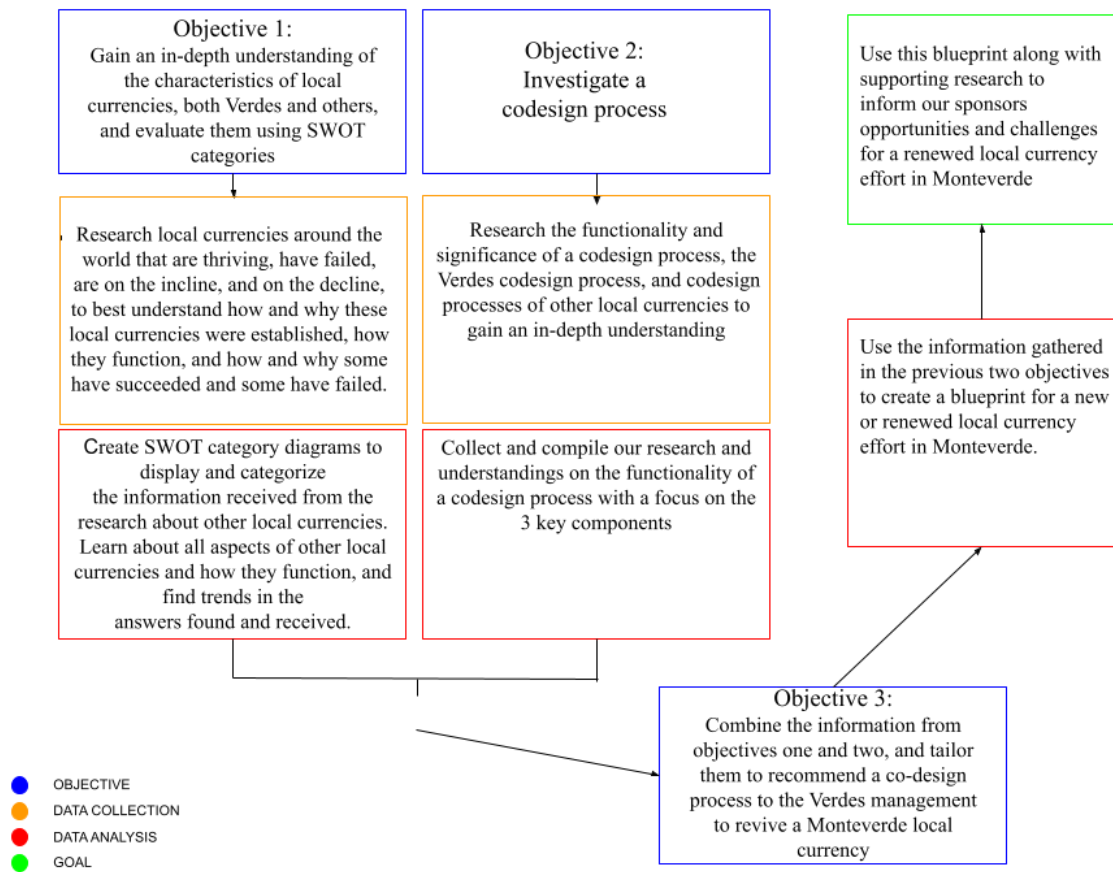 Objective 1:
Gain an in-depth understanding of
the characteristics of local
currencies, both Verdes and others,
and evaluate them using SWOT
categories
Research local currencies around the
world that are thriving, have failed,
are on the incline, and on the decline,
to best understand how and why these
local currencies were established, how
they function, and how and why some
have succeeded and some have failed.
Create SWOT category diagrams to
display and categorize
the information received from the
research about other local currencies.
Learn about all aspects of other local
currencies and how they function, and
find trends in the
answers found and received.
Objective 2:
Investigate a
codesign process
Research the functionality and
significance of a codesign process, the
Verdes codesign process, and codesign
processes of other local currencies to
gain an in-depth understanding
Collect and compile our research and
understandings on the functionality of
a codesign process with a focus on the
3 key components
Objective 3:
Combine the information from
objectives one and two, and tailor
them to recommend a co-design
process to the Verdes management
to revive a Monteverde local
currency
Use the information gathered
in the previous two objectives
to create a blueprint for a new
or renewed local currency
effort in Monteverde.
Use this blueprint along with
supporting research to
inform our sponsors
opportunities and challenges
for a renewed local currency
effort in Monteverde
OBJECTIVE
DATA COLLECTION
DATA ANALYSIS
GOAL